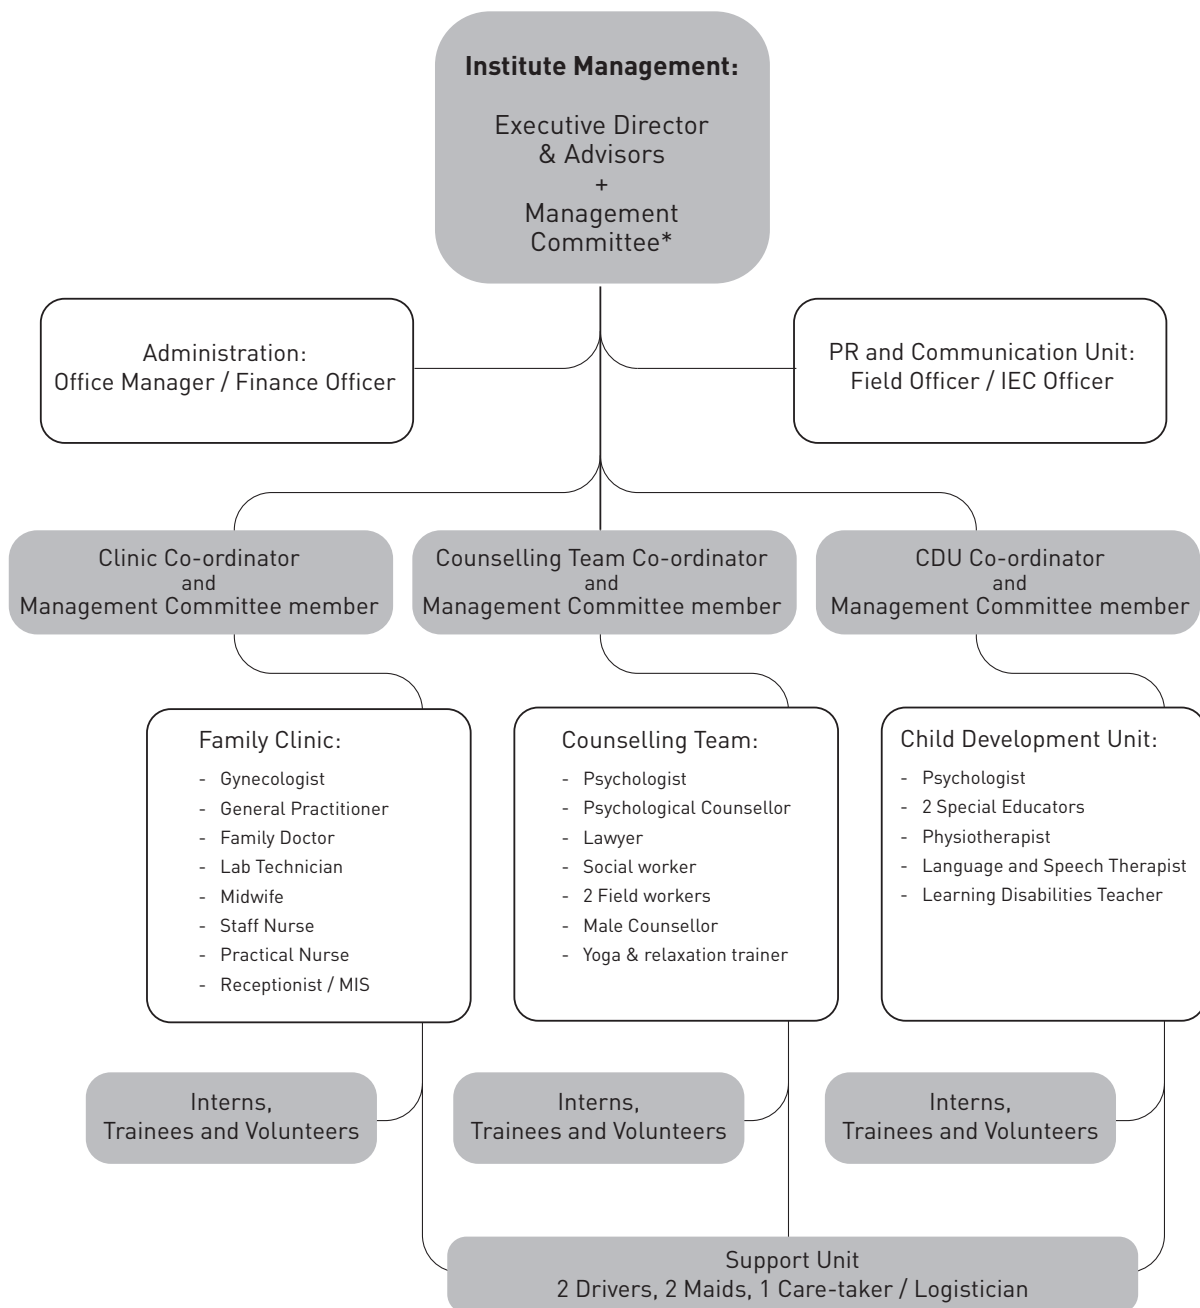 Institute Management:
Executive Director
& Advisors
+
Management
Committee*
Administration:
Office Manager / Finance Officer
PR and Communication Unit:
Field Officer / IEC Officer
Clinic Co-ordinator
and
Management Committee member
Counselling Team Co-ordinator
and
Management Committee member
CDU Co-ordinator
and
Management Committee member
Family Clinic:
- Gynecologist
- General Practitioner
- Family Doctor
- Lab Technician
- Midwife
- Staff Nurse
- Practical Nurse
- Receptionist / MIS
Counselling Team:
- Psychologist
- Psychological Counsellor
- Lawyer
- Social worker
- 2 Field workers
- Male Counsellor
- Yoga & relaxation trainer
Child Development Unit:
- Psychologist
- 2 Special Educators
- Physiotherapist
- Language and Speech Therapist
- Learning Disabilities Teacher
Interns,
Trainees and Volunteers
Interns,
Trainees and Volunteers
Interns,
Trainees and Volunteers
Support Unit
2 Drivers, 2 Maids, 1 Care-taker / Logistician